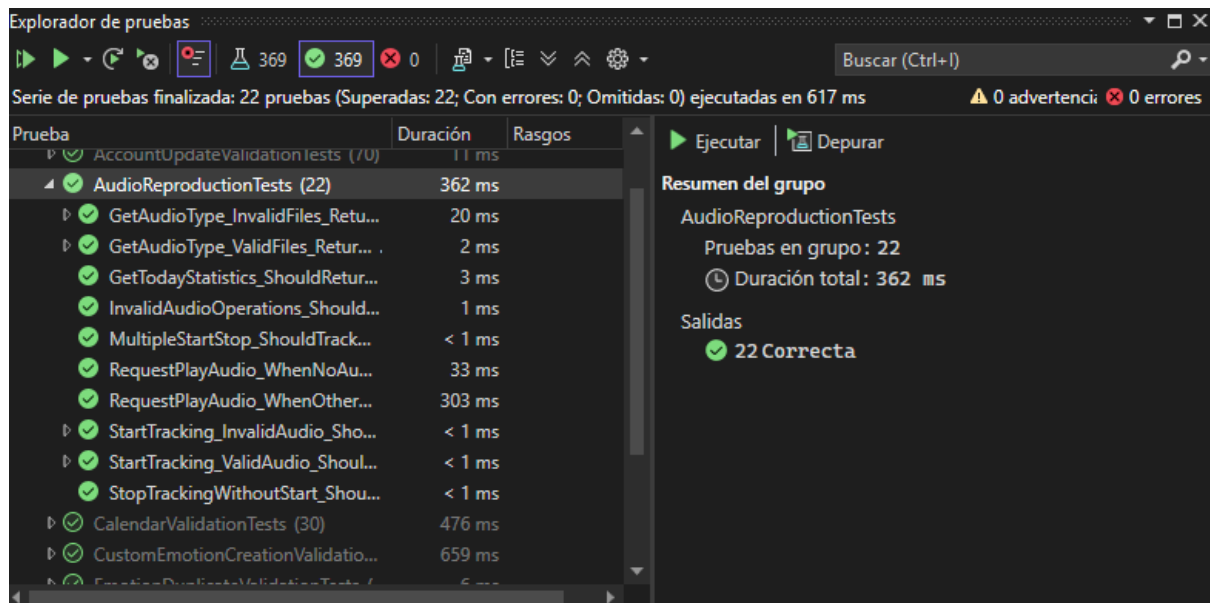 Explorador de pruebas
369 369 0 Buscar (Ctrl+I)
Serie de pruebas finalizada: 22 pruebas (Superadas: 22; Con errores: 0; Omitidas: 0) ejecutadas en 617 ms 0 advertencia 0 errores
Prueba Duración Rasgos
AccountUpdateValidationTests (70) 11 ms
AudioReproductionTests (22) 362 ms
GetAudioType_InvalidFiles_Retu... 20 ms
GetAudioType_ValidFiles_Retur... . 2 ms
GetTodayStatistics_ShouldRetur... 3 ms
InvalidAudioOperations_Should... 1 ms
MultipleStartStop_ShouldTrack... < 1 ms
RequestPlayAudio_WhenNoAu... 33 ms
RequestPlayAudio_WhenOther... 303 ms
StartTracking_InvalidAudio_Sho... < 1 ms
StartTracking_ValidAudio_Shoul... < 1 ms
StopTrackingWithoutStart_Shou... < 1 ms
CalendarValidationTests (30) 476 ms
CustomEmotionCreationValidatio... 659 ms
EmotionDuplicateValidationTests ( 6 ms
Ejecutar Depurar
Resumen del grupo
AudioReproductionTests
Pruebas en grupo: 22
Duración total: 362 ms
Salidas
22 Correcta